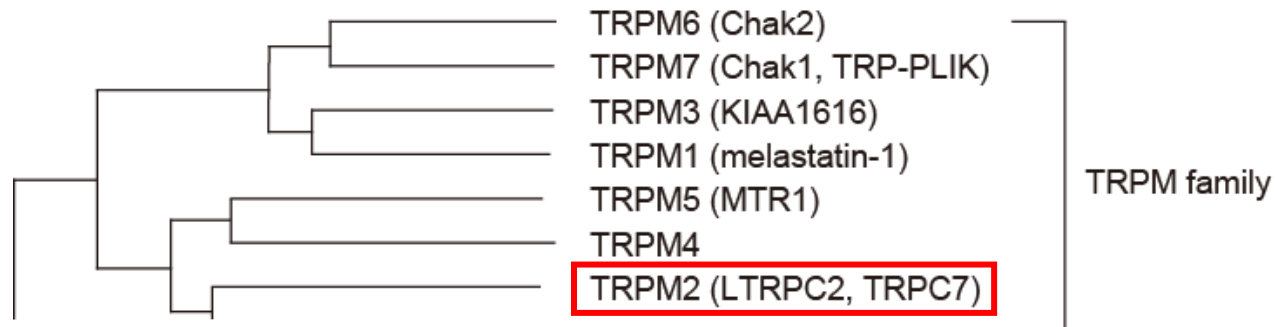 TRPM6 (Chak2)
TRPM7 (Chak1, TRP-PLIK)
TRPM3 (KIAA1616)
TRPM1 (melastatin-1)
TRPM5 (MTR1)
TRPM4
TRPM2 (LTRPC2, TRPC7)
TRPM family